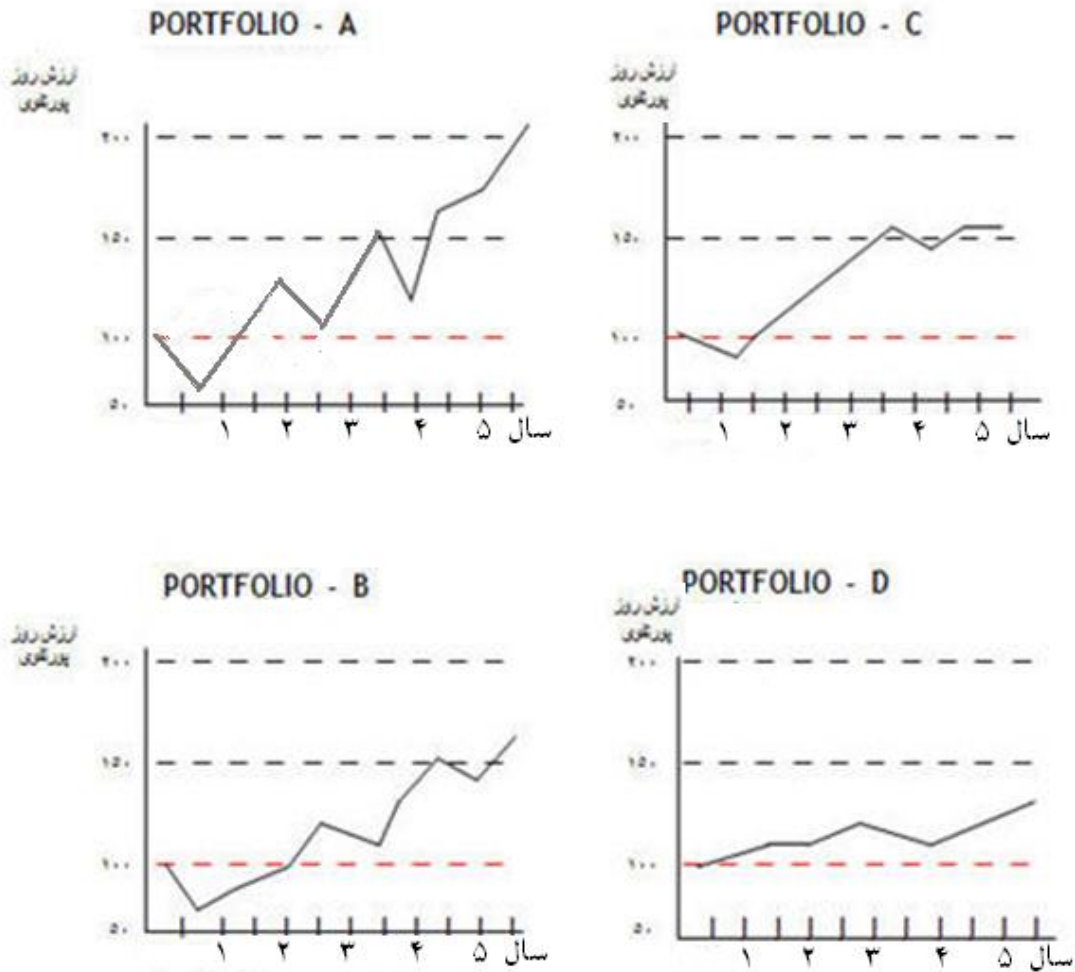 PORTFOLIO - A
ارزش روز
پورتفوی
۲۰۰
۱۵۰
۱۰۰
۵۰
۱ ۲ ۳ ۴ ۵ سال
PORTFOLIO - C
ارزش روز
پورتفوی
۲۰۰
۱۵۰
۱۰۰
۵۰
۱ ۲ ۳ ۴ ۵ سال
PORTFOLIO - B
ارزش روز
پورتفوی
۲۰۰
۱۵۰
۱۰۰
۵۰
۱ ۲ ۳ ۴ ۵ سال
PORTFOLIO - D
ارزش روز
پورتفوی
۲۰۰
۱۵۰
۱۰۰
۵۰
۱ ۲ ۳ ۴ ۵ سال